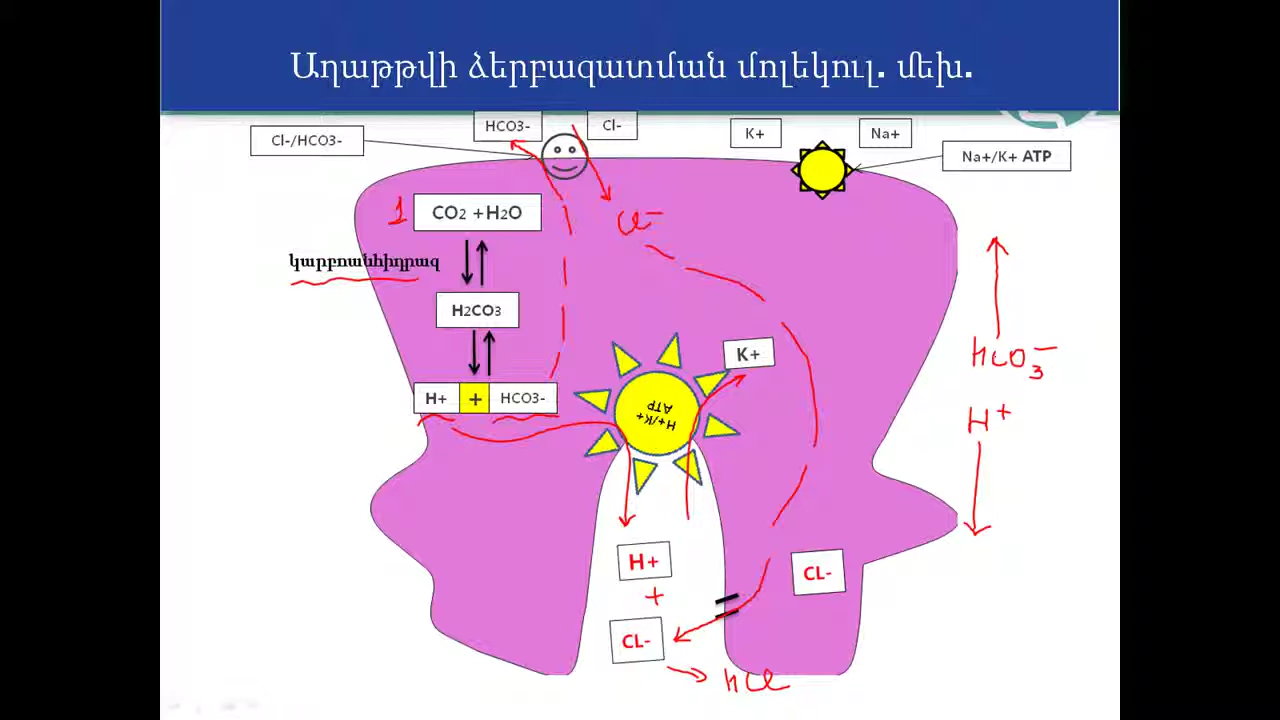 Աղաթթվի ձերբազատման մոլեկուլ. մեխ.
Cl-/HCO3-
HCO3-
Cl-
K+
Na+
Na+/K+ ATP
1
CO2 +H2O
Cl-
կարբոանհիդրազ
H2CO3
K+
HCO3-
H+ + HCO3-
H+/K+
ATP
H+
H+
+
CL-
CL-
HCl